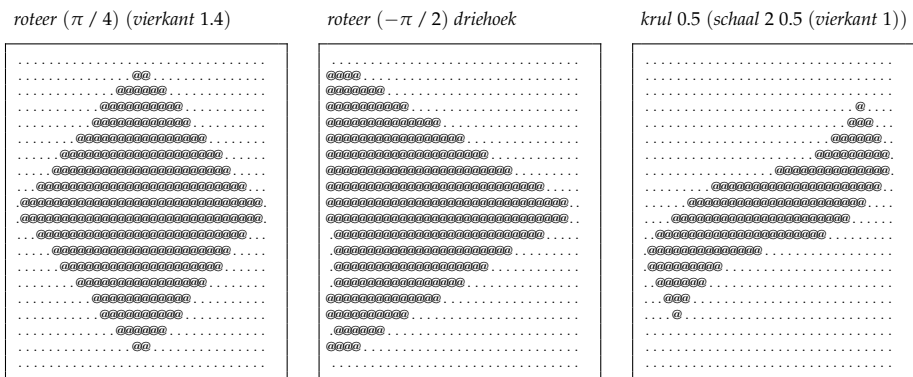 roteer (π / 4) (vierkant 1.4)
roteer (−π / 2) driehoek
krul 0.5 (schaal 2 0.5 (vierkant 1))